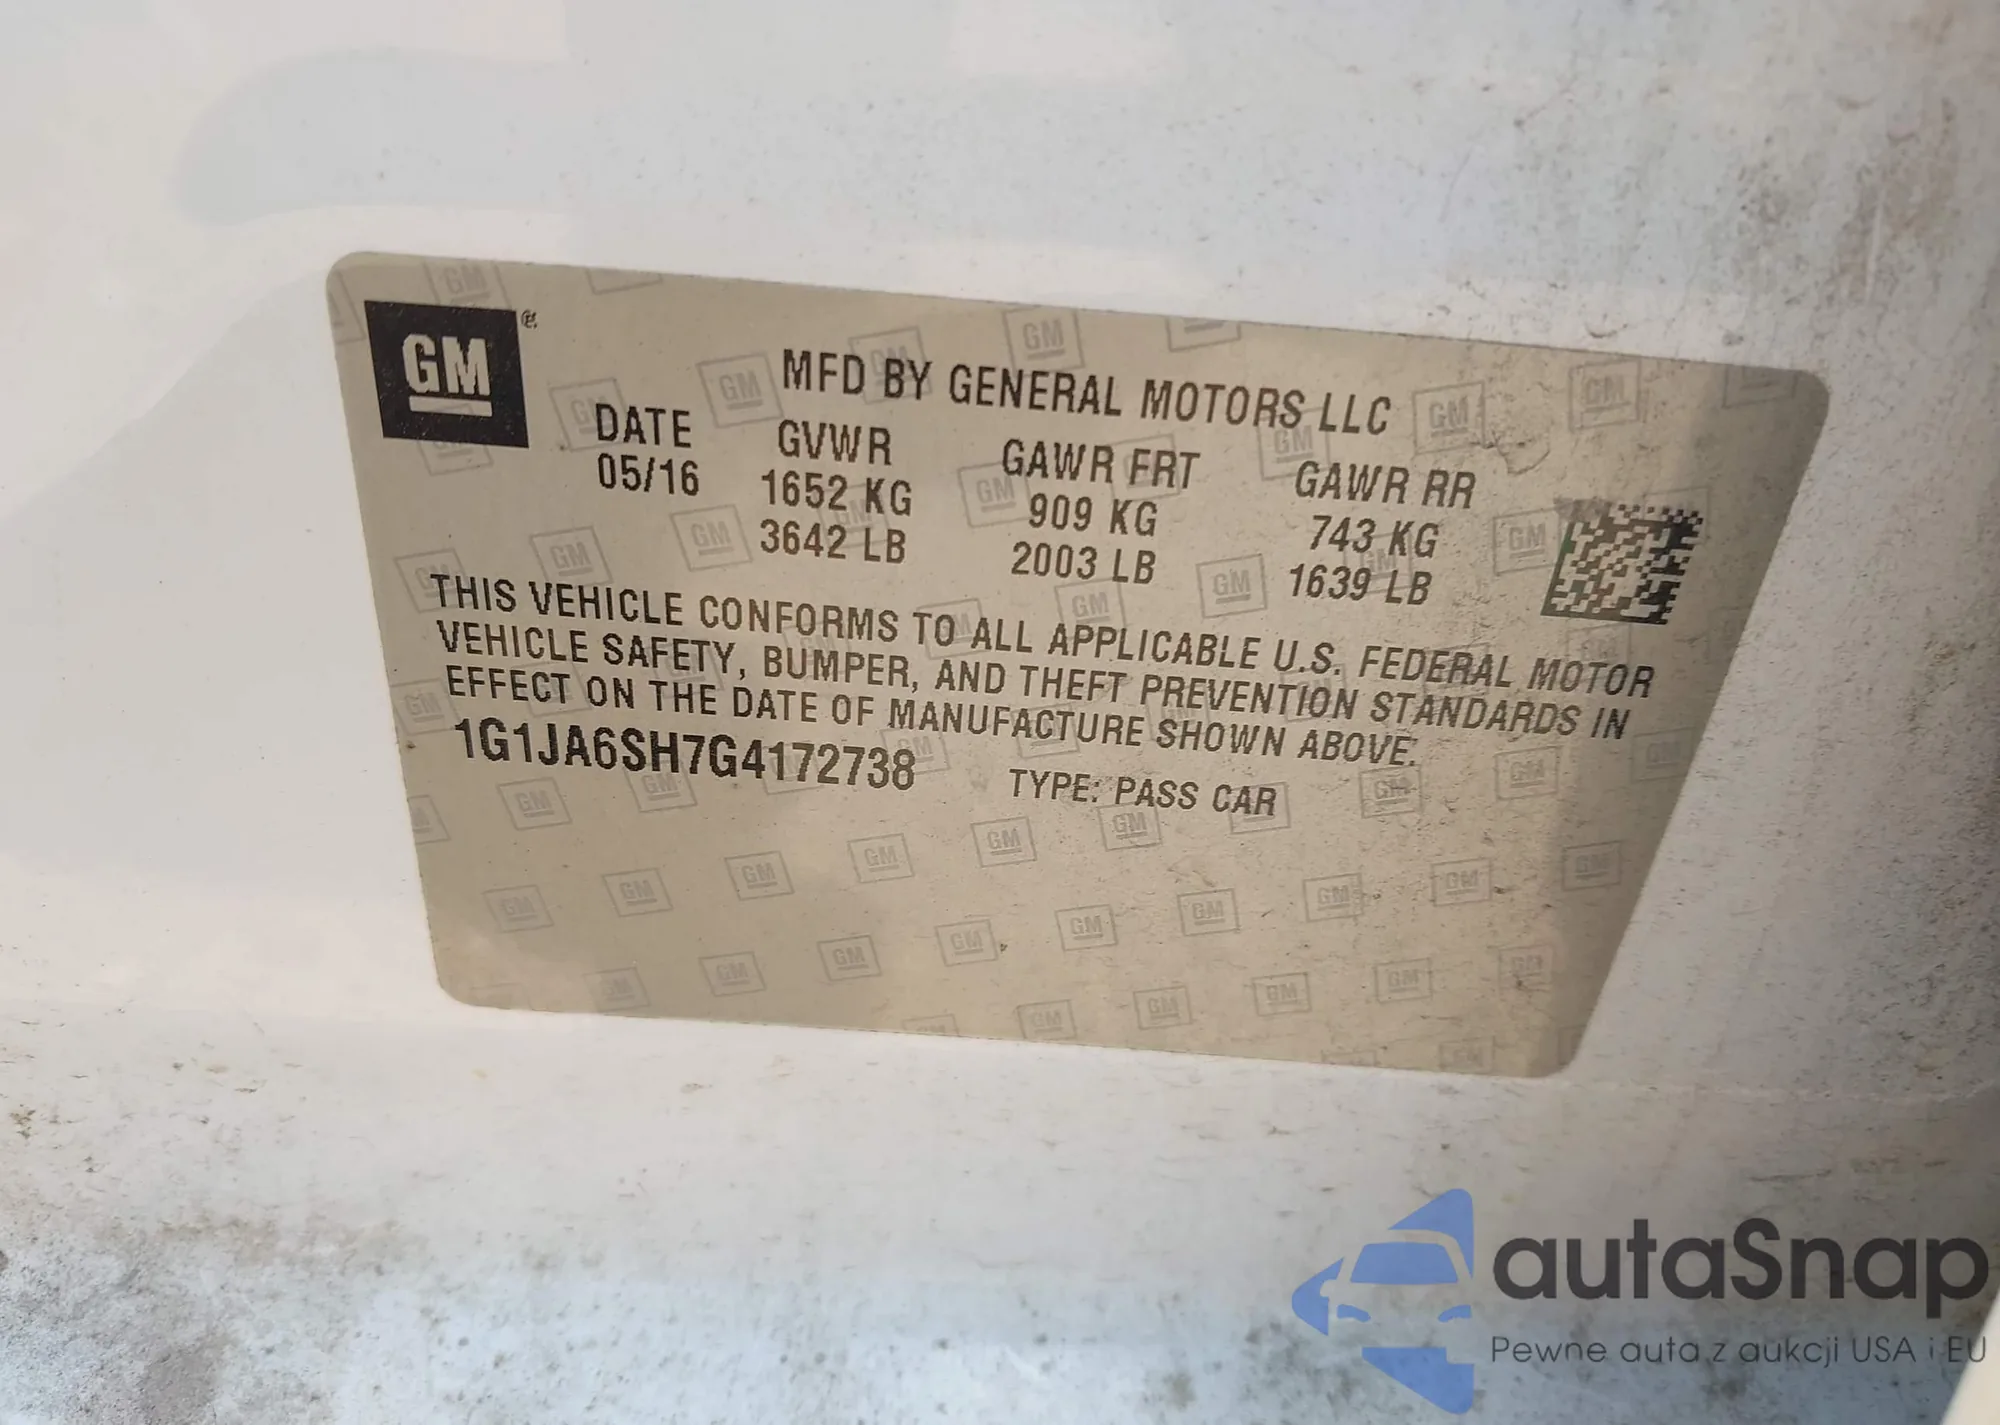 GM®
MFD BY GENERAL MOTORS LLC
DATE GVWR GAWR FRT GAWR RR
05/16 1652 KG 909 KG 743 KG
3642 LB 2003 LB 1639 LB
THIS VEHICLE CONFORMS TO ALL APPLICABLE U.S. FEDERAL MOTOR
VEHICLE SAFETY, BUMPER, AND THEFT PREVENTION STANDARDS IN
EFFECT ON THE DATE OF MANUFACTURE SHOWN ABOVE.
1G1JA6SH7G4172738 TYPE: PASS CAR
autaSnap
Pewne auta z aukcji USA i EU